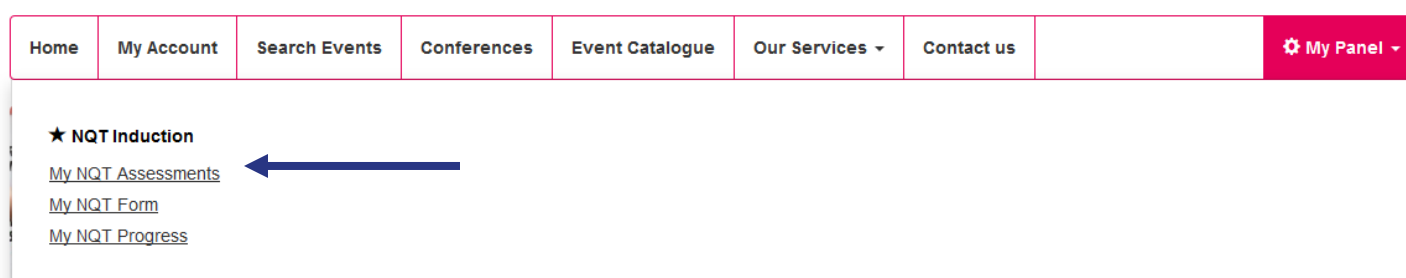 Home My Account Search Events Conferences Event Catalogue Our Services Contact us My Panel
★ NQT Induction
My NQT Assessments
My NQT Form
My NQT Progress